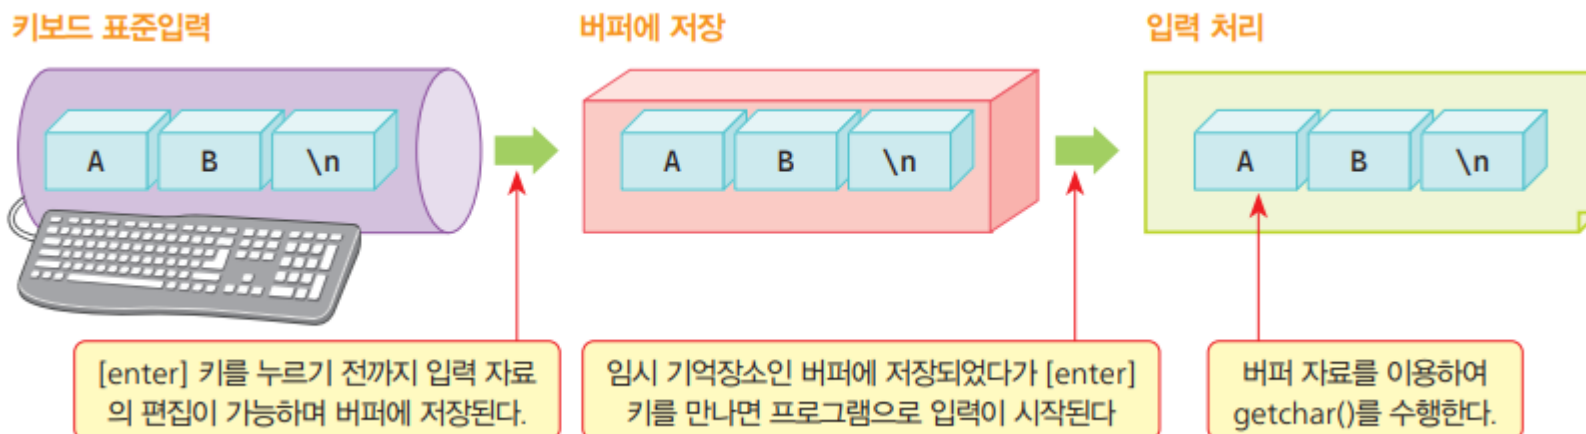 키보드 표준입력
버퍼에 저장
입력 처리
A B \n
A B \n
A B \n
[enter] 키를 누르기 전까지 입력 자료
의 편집이 가능하며 버퍼에 저장된다.
임시 기억장소인 버퍼에 저장되었다가 [enter]
키를 만나면 프로그램으로 입력이 시작된다
버퍼 자료를 이용하여
getchar()를 수행한다.